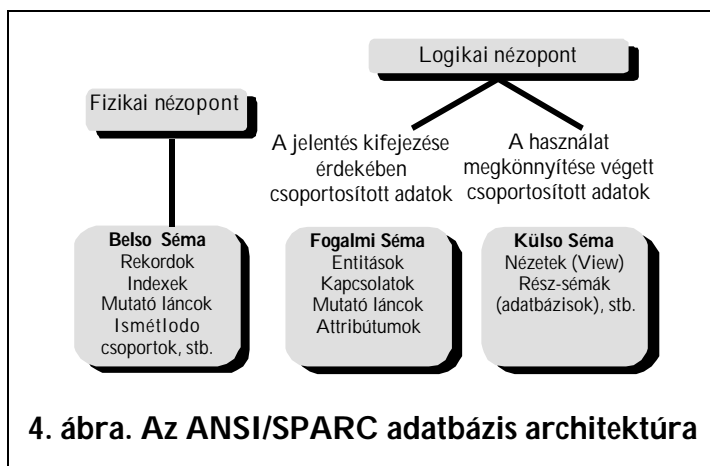 Logikai nézopont
Fizikai nézopont
A jelentés kifejezése
érdekében
csoportosított adatok
A használat
megkönnyítése végett
csoportosított adatok
Belso Séma
Rekordok
Indexek
Mutató láncok
Ismétlodo
csoportok, stb.
Fogalmi Séma
Entitások
Kapcsolatok
Mutató láncok
Attribútumok
Külso Séma
Nézetek (View)
Rész-sémák
(adatbázisok), stb.
4. ábra. Az ANSI/SPARC adatbázis architektúra